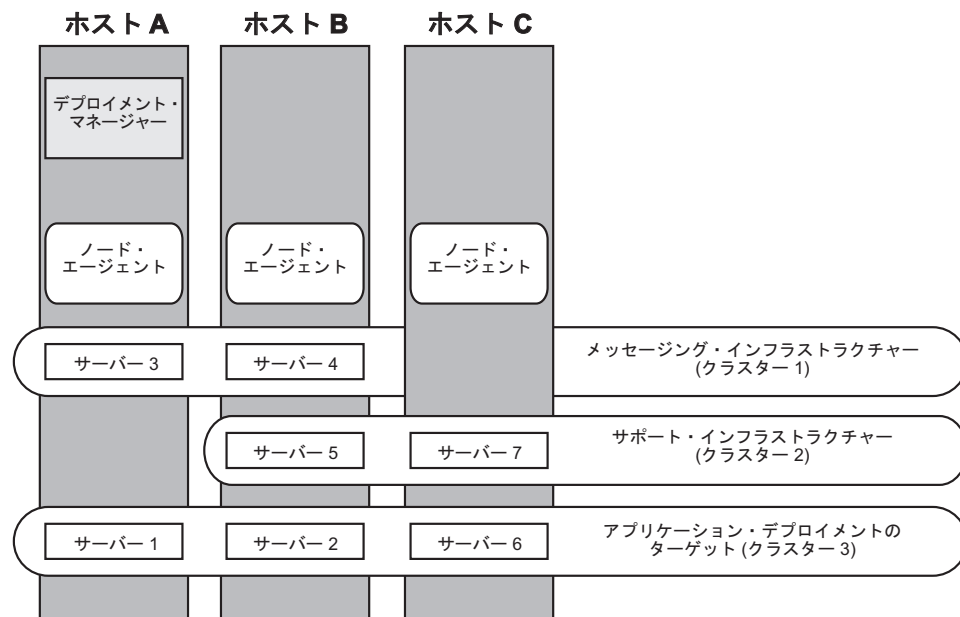 ホスト A
ホスト B
ホスト C
デプロイメント・
マネージャー
ノード・
エージェント
ノード・
エージェント
ノード・
エージェント
サーバー 3
サーバー 4
メッセージング・インフラストラクチャー
(クラスター 1)
サーバー 5
サーバー 7
サポート・インフラストラクチャー
(クラスター 2)
サーバー 1
サーバー 2
サーバー 6
アプリケーション・デプロイメントの
ターゲット (クラスター 3)